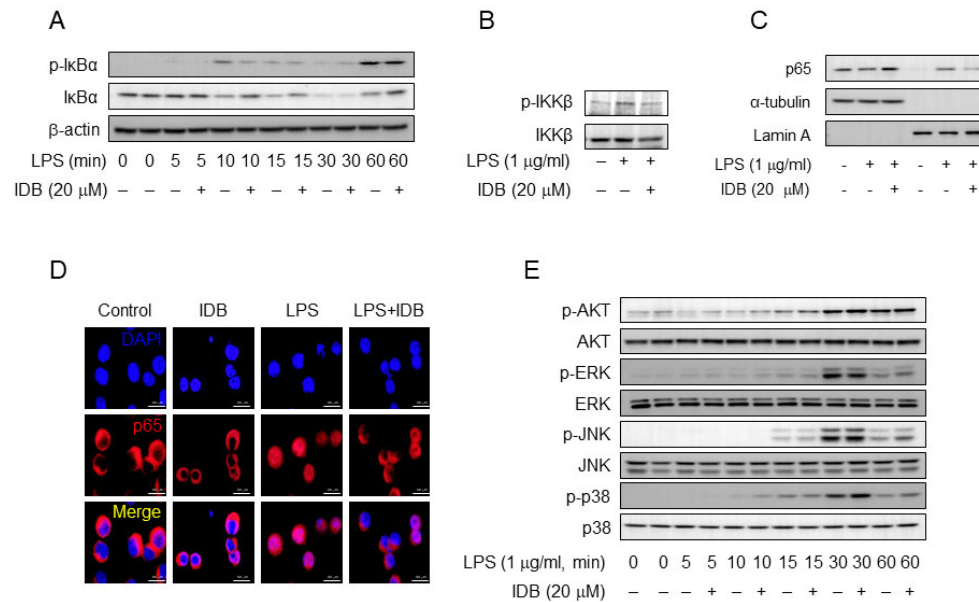 A
p-IκBα
IκBα
β-actin
LPS (min) 0 0 5 5 10 10 15 15 30 30 60 60
IDB (20 μM) – – – + – + – + – + – +
B
p-IKKβ
IKKβ
LPS (1 μg/ml) – + +
IDB (20 μM) – – +
C
p65
α-tubulin
Lamin A
LPS (1 μg/ml) - + + - + +
IDB (20 μM) - - + - - +
D
Control IDB LPS LPS+IDB
DAPI
p65
Merge
E
p-AKT
AKT
p-ERK
ERK
p-JNK
JNK
p-p38
p38
LPS (1 μg/ml, min) 0 0 5 5 10 10 15 15 30 30 60 60
IDB (20 μM) – – – + – + – + – + – +